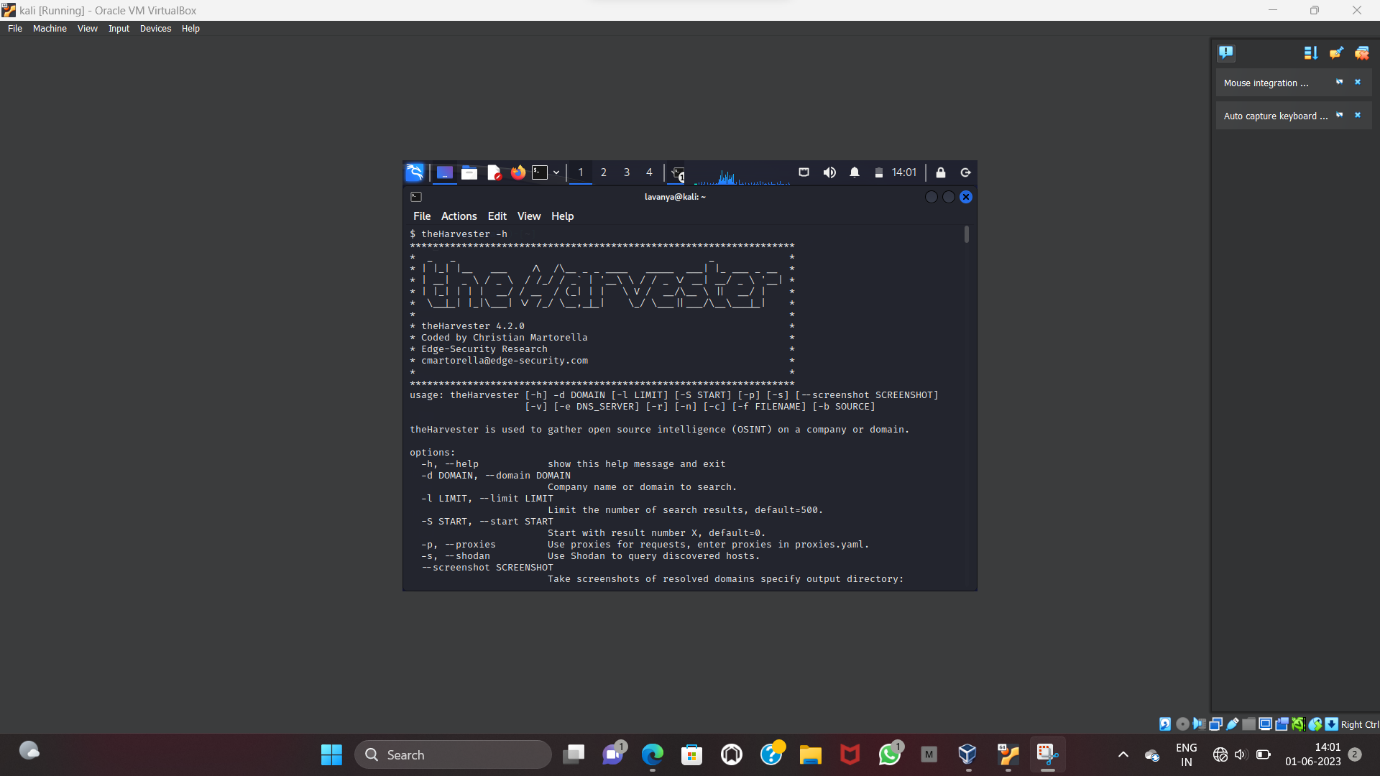 kali [Running] - Oracle VM VirtualBox
File Machine View Input Devices Help
Mouse integration ...
Auto capture keyboard ...
1 2 3 4 14:01
lavanya@kali: ~
File Actions Edit View Help
$ theHarvester -h
*******************************************************************
theHarvester
* theHarvester 4.2.0 *
* Coded by Christian Martorella *
* Edge-Security Research *
* cmartorella@edge-security.com *
* *
*******************************************************************
usage: theHarvester [-h] -d DOMAIN [-l LIMIT] [-S START] [-p] [-s] [--screenshot SCREENSHOT]
[-v] [-e DNS_SERVER] [-r] [-n] [-c] [-f FILENAME] [-b SOURCE]
theHarvester is used to gather open source intelligence (OSINT) on a company or domain.
options:
-h, --help show this help message and exit
-d DOMAIN, --domain DOMAIN
Company name or domain to search.
-l LIMIT, --limit LIMIT
Limit the number of search results, default=500.
-S START, --start START
Start with result number X, default=0.
-p, --proxies Use proxies for requests, enter proxies in proxies.yaml.
-s, --shodan Use Shodan to query discovered hosts.
--screenshot SCREENSHOT
Take screenshots of resolved domains specify output directory:
Right Ctrl
Search
1
1
M
ENG
IN
14:01
01-06-2023
2